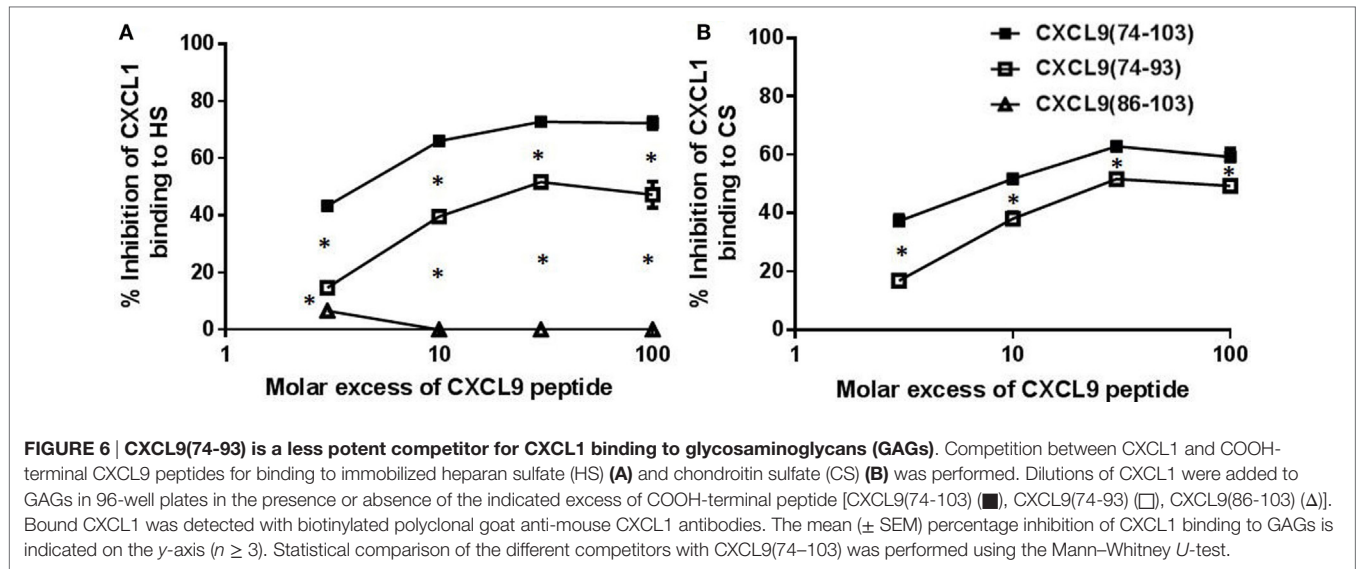 A
100
80
60
40
20
0
% Inhibition of CXCL1
binding to HS
* * * *
* * * *
*
1 10 100
Molar excess of CXCL9 peptide
B
100
80
60
40
20
0
% Inhibition of CXCL1
binding to CS
CXCL9(74-103)
CXCL9(74-93)
CXCL9(86-103)
* * * *
1 10 100
Molar excess of CXCL9 peptide
FIGURE 6 | CXCL9(74-93) is a less potent competitor for CXCL1 binding to glycosaminoglycans (GAGs). Competition between CXCL1 and COOH-
terminal CXCL9 peptides for binding to immobilized heparan sulfate (HS) (A) and chondroitin sulfate (CS) (B) was performed. Dilutions of CXCL1 were added to
GAGs in 96-well plates in the presence or absence of the indicated excess of COOH-terminal peptide [CXCL9(74-103) (■), CXCL9(74-93) (□), CXCL9(86-103) (Δ)].
Bound CXCL1 was detected with biotinylated polyclonal goat anti-mouse CXCL1 antibodies. The mean (± SEM) percentage inhibition of CXCL1 binding to GAGs is
indicated on the y-axis (n ≥ 3). Statistical comparison of the different competitors with CXCL9(74–103) was performed using the Mann–Whitney U-test.